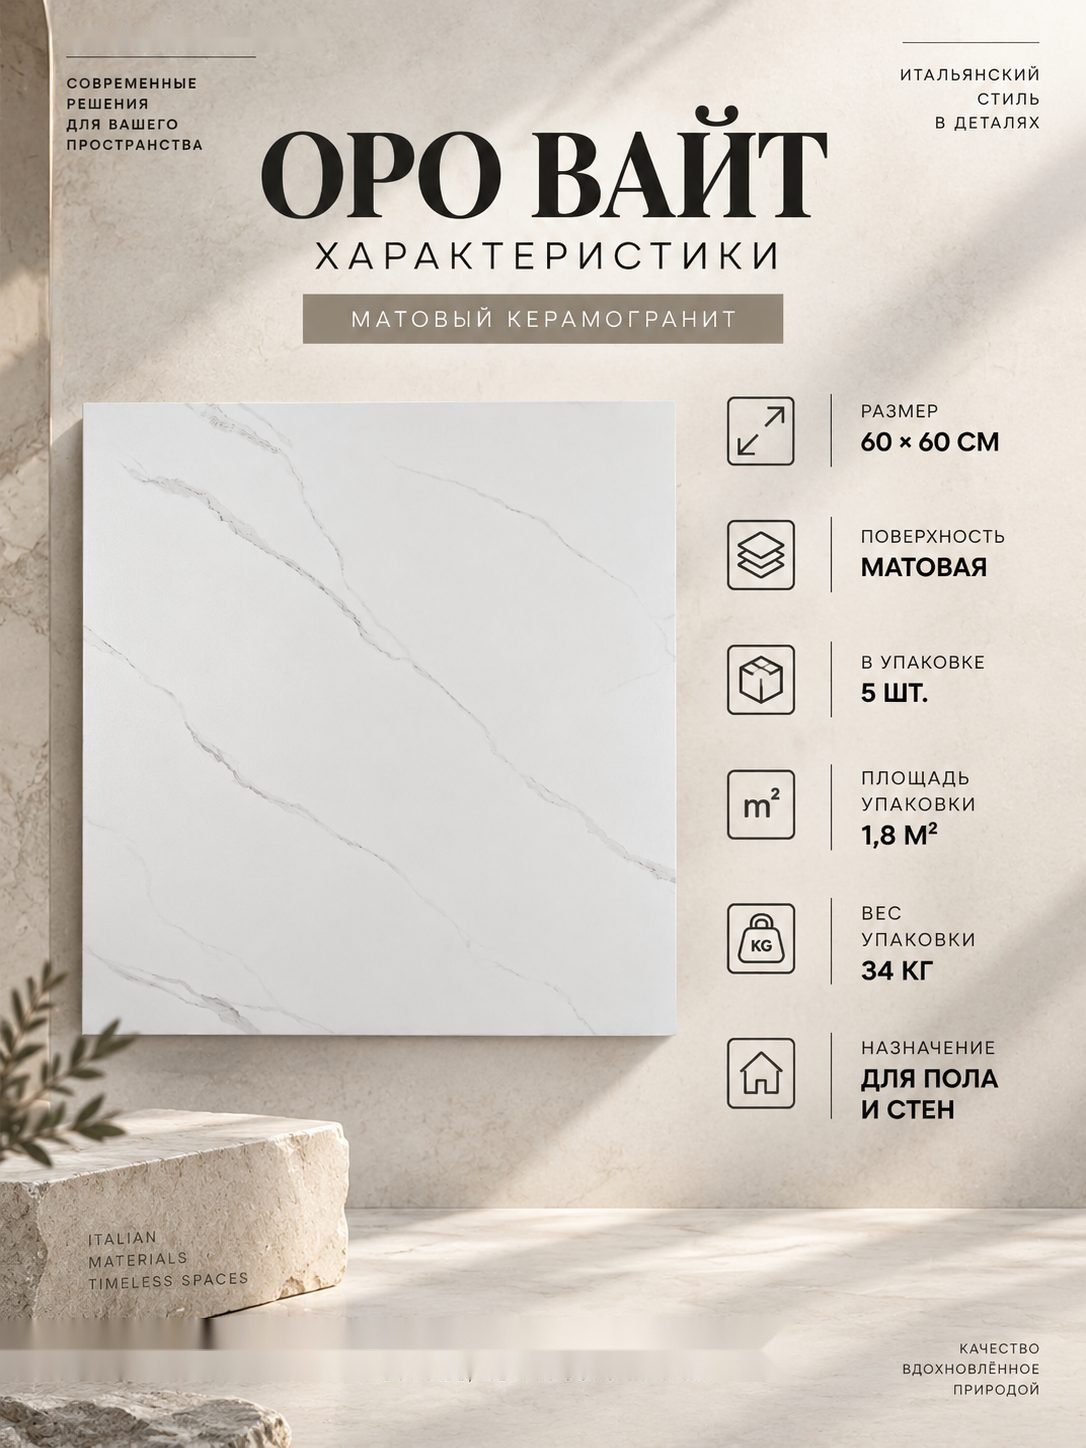 СОВРЕМЕННЫЕ
РЕШЕНИЯ
ДЛЯ ВАШЕГО
ПРОСТРАНСТВА
ИТАЛЬЯНСКИЙ
СТИЛЬ
В ДЕТАЛЯХ
ОРО ВАЙТ
ХАРАКТЕРИСТИКИ
МАТОВЫЙ КЕРАМОГРАНИТ
РАЗМЕР
60 × 60 СМ
ПОВЕРХНОСТЬ
МАТОВАЯ
В УПАКОВКЕ
5 ШТ.
m²
ПЛОЩАДЬ
УПАКОВКИ
1,8 М²
KG
ВЕС
УПАКОВКИ
34 КГ
НАЗНАЧЕНИЕ
ДЛЯ ПОЛА
И СТЕН
ITALIAN
MATERIALS
TIMELESS SPACES
КАЧЕСТВО
ВДОХНОВЛЁННОЕ
ПРИРОДОЙ